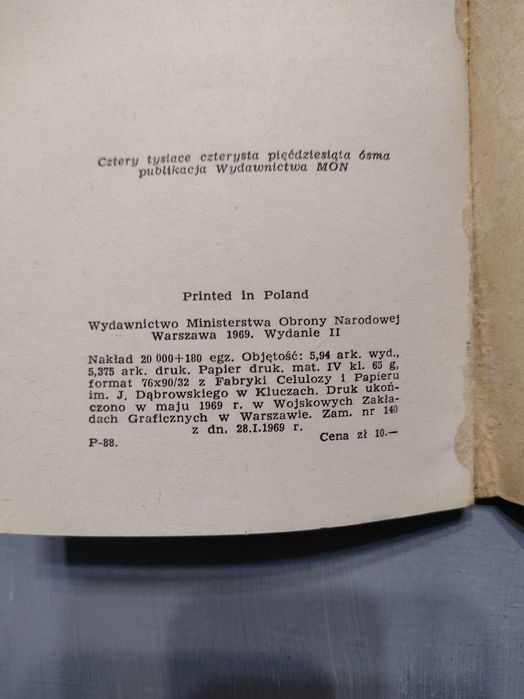 Cztery tysiace czterysta pięćdziesiąta ósma
publikacja Wydawnictwa MON
Printed in Poland
Wydawnictwo Ministerstwa Obrony Narodowej
Warszawa 1969. Wydanie II
Nakład 20 000+180 egz. Objętość: 5,94 ark. wyd.,
5,375 ark. druk. Papier druk. mat. IV kl. 65 g,
format 76x90/32 z Fabryki Celulozy i Papieru
im. J. Dąbrowskiego w Kluczach. Druk ukoń-
czono w maju 1969 r. w Wojskowych Zakła-
dach Graficznych w Warszawie. Zam. nr 140
z dn. 28.I.1969 r.
P-88. Cena zł 10.—